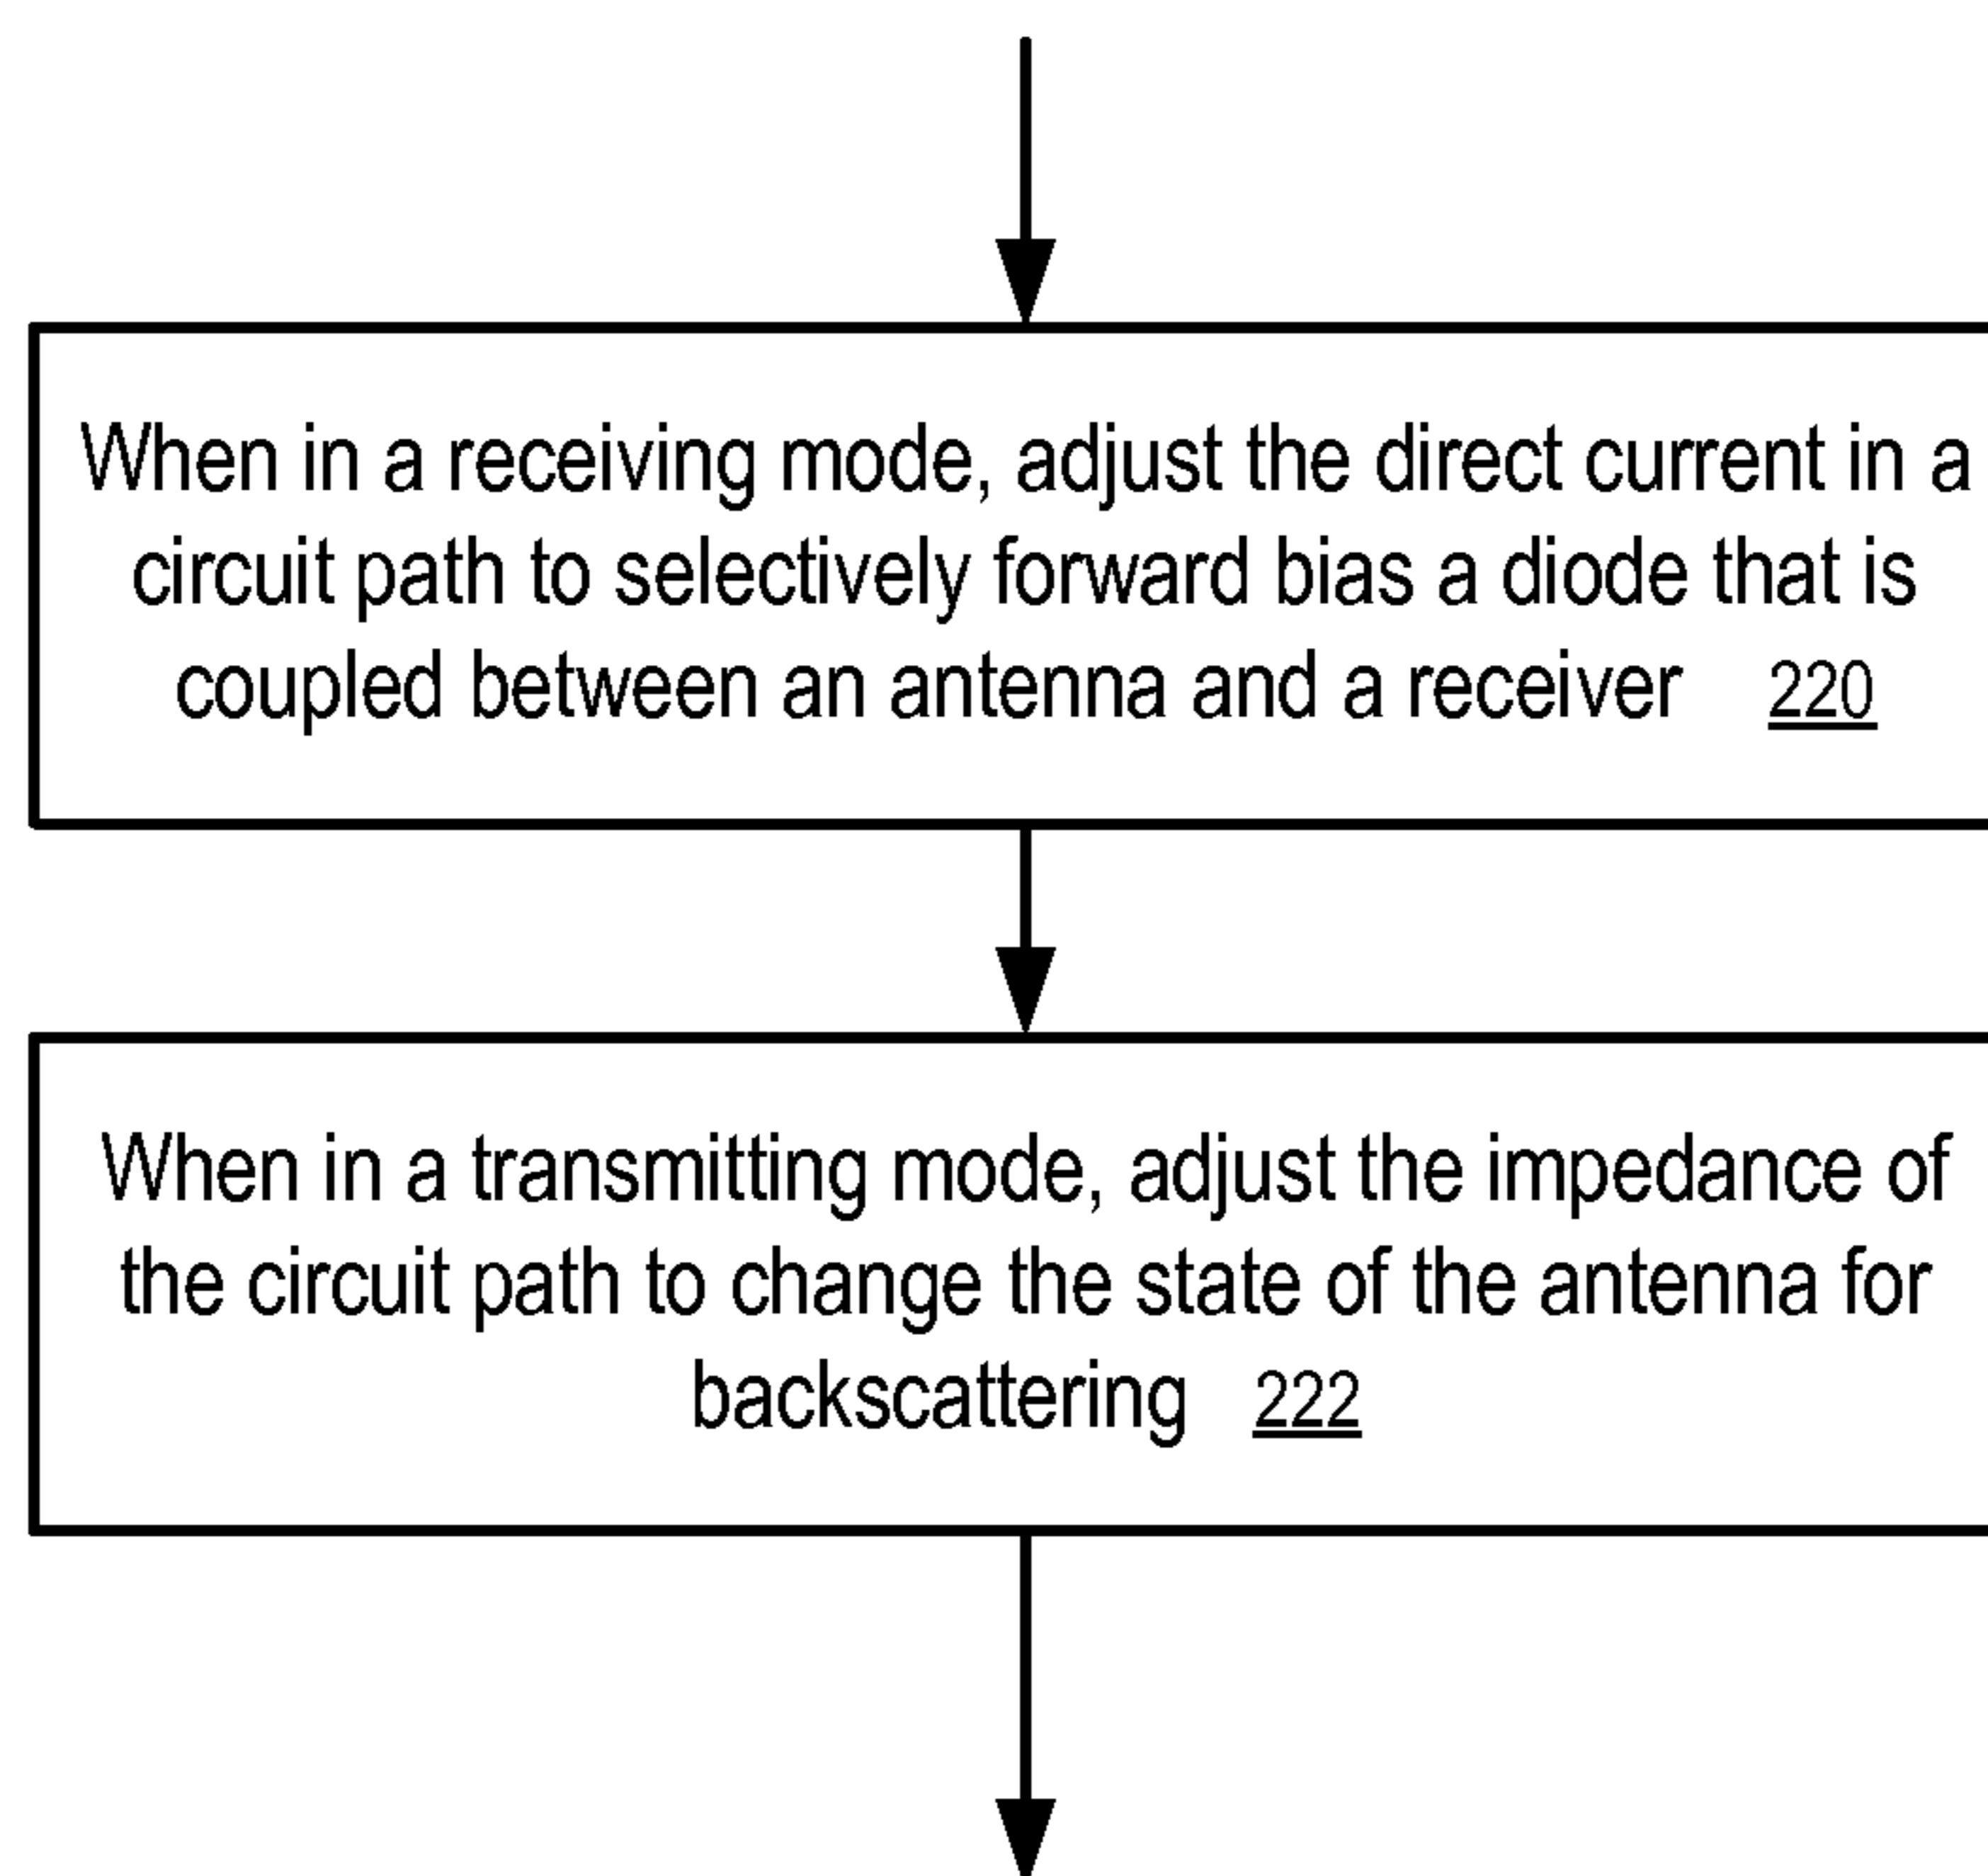 When in a receiving mode, adjust the direct current in a
circuit path to selectively forward bias a diode that is
coupled between an antenna and a receiver 220
When in a transmitting mode, adjust the impedance of
the circuit path to change the state of the antenna for
backscattering 222